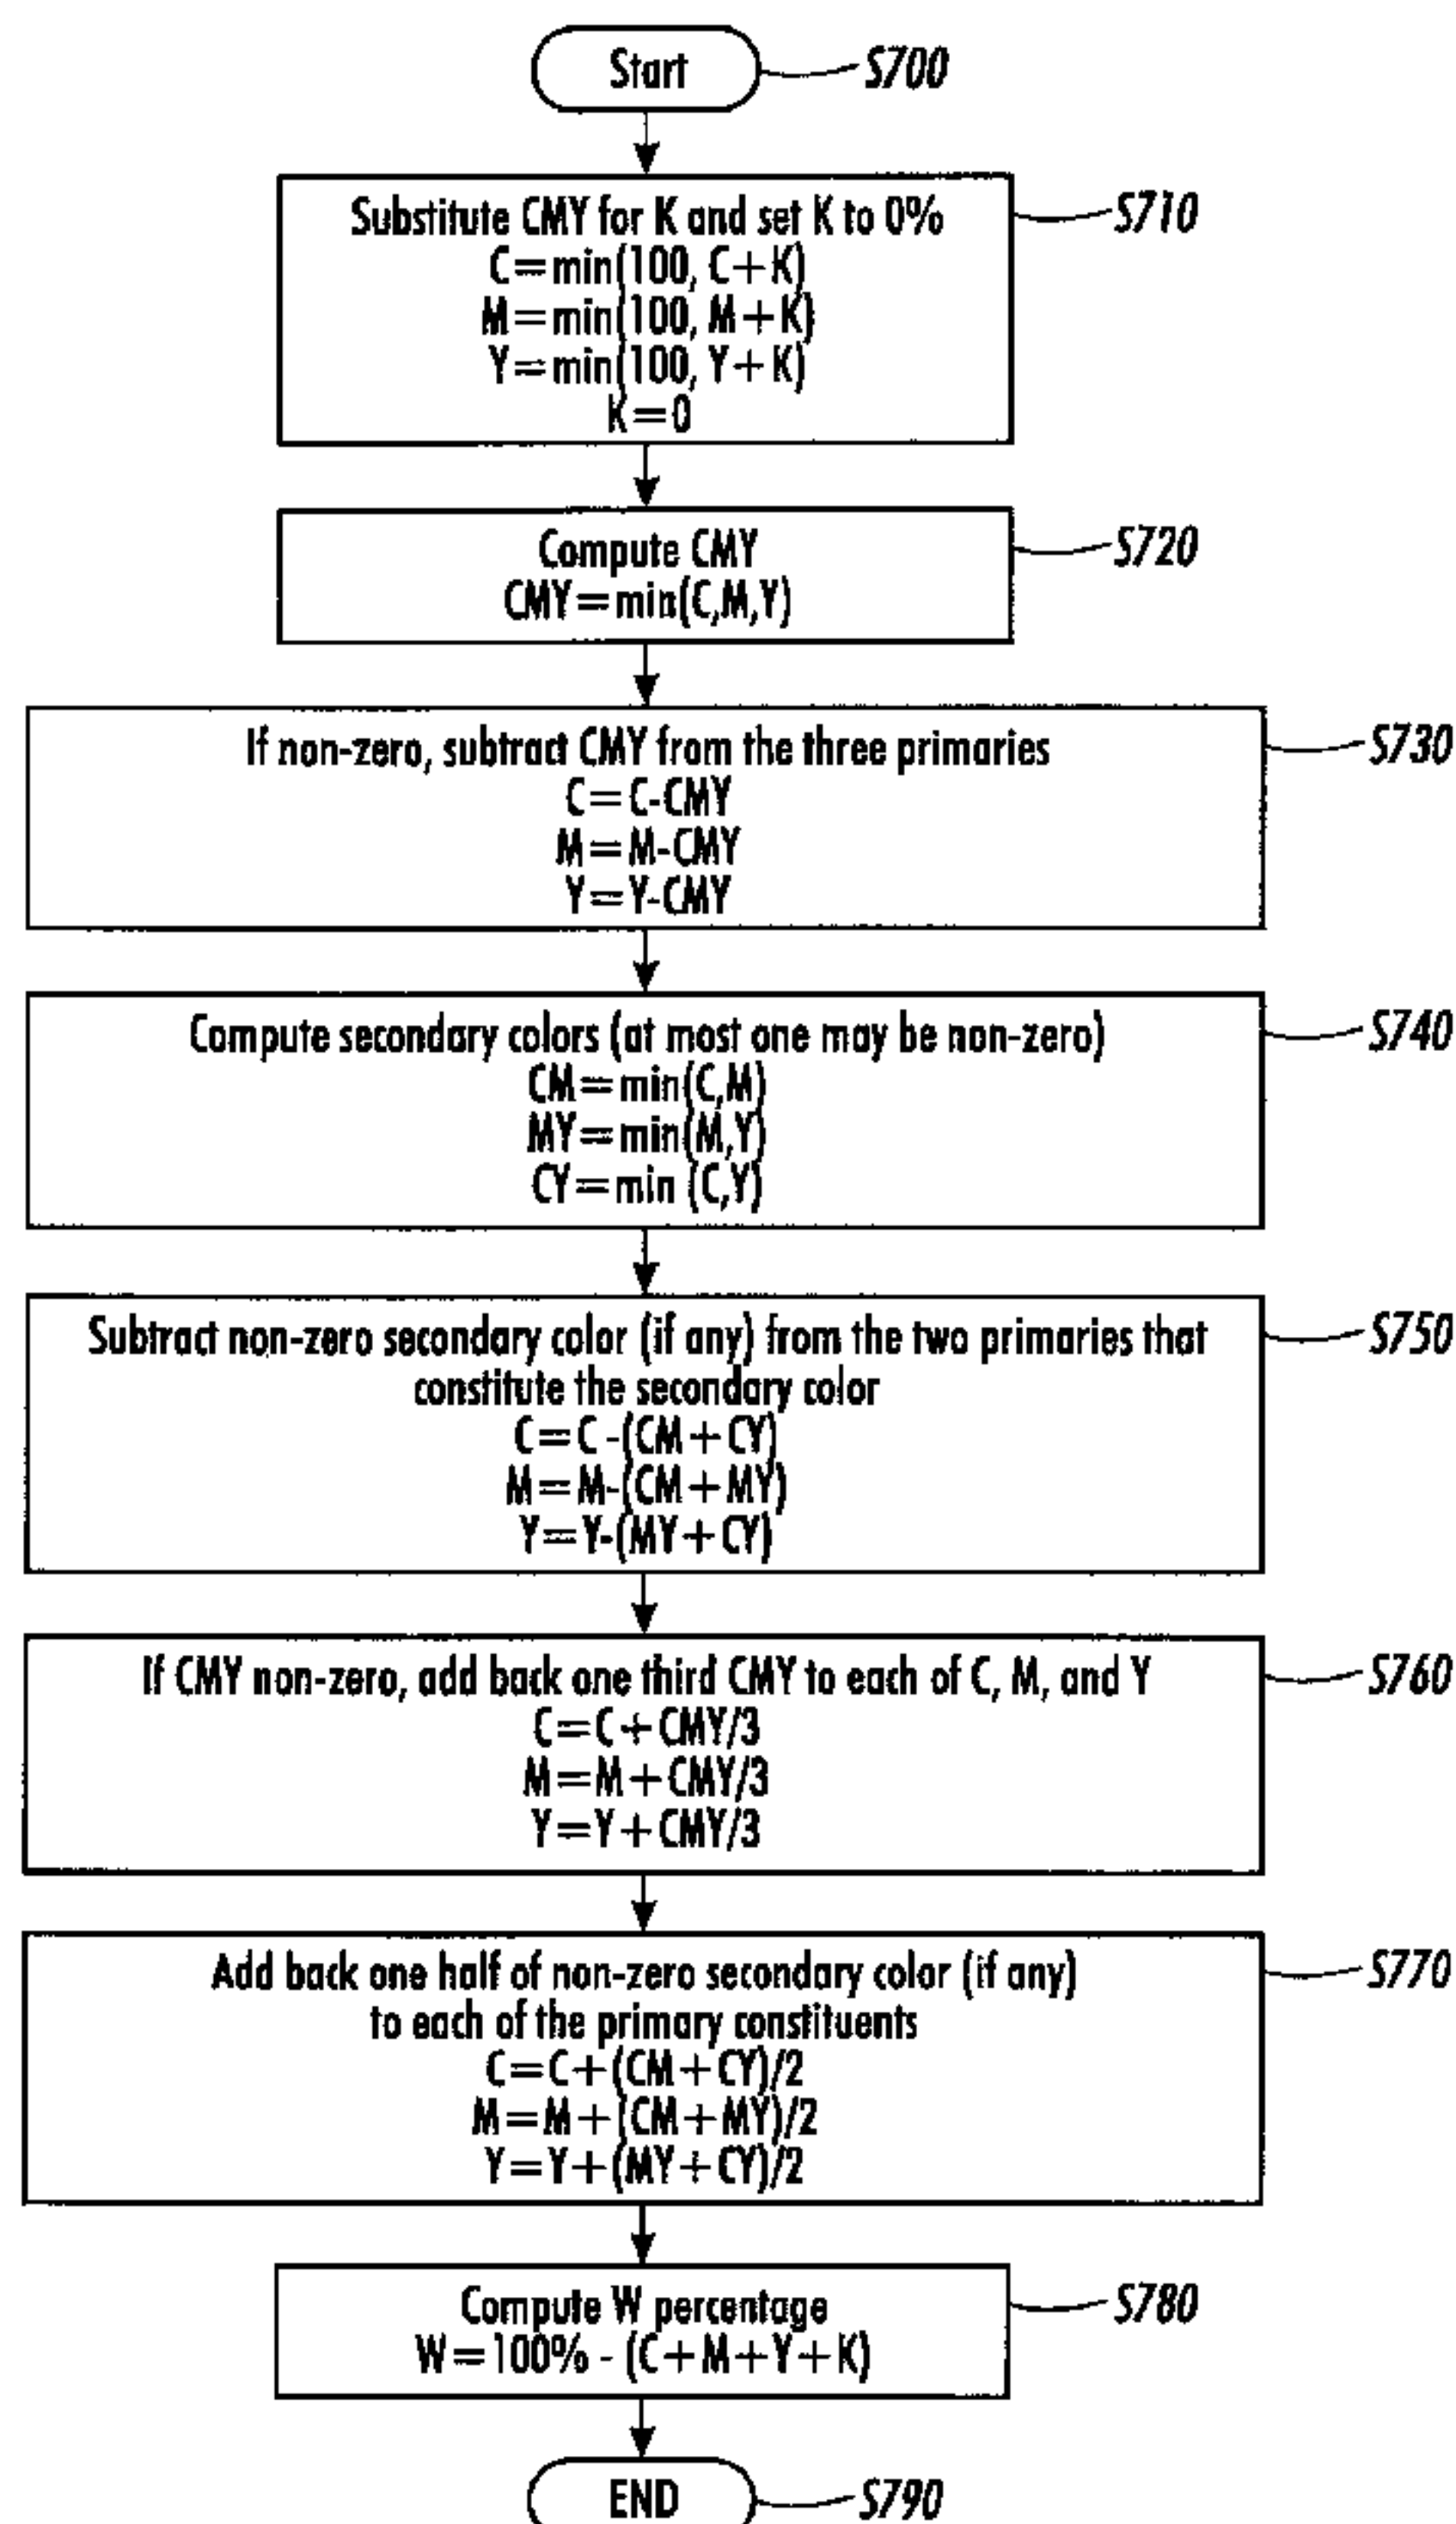 Start
S700
Substitute CMY for K and set K to 0%
C=min(100, C+K)
M=min(100, M+K)
Y=min(100, Y+K)
K=0
S710
Compute CMY
CMY=min(C,M,Y)
S720
If non-zero, subtract CMY from the three primaries
C=C-CMY
M=M-CMY
Y=Y-CMY
S730
Compute secondary colors (at most one may be non-zero)
CM=min(C,M)
MY=min(M,Y)
CY=min (C,Y)
S740
Subtract non-zero secondary color (if any) from the two primaries that
constitute the secondary color
C=C-(CM+CY)
M=M-(CM+MY)
Y=Y-(MY+CY)
S750
If CMY non-zero, add back one third CMY to each of C, M, and Y
C=C+CMY/3
M=M+CMY/3
Y=Y+CMY/3
S760
Add back one half of non-zero secondary color (if any)
to each of the primary constituents
C=C+(CM+CY)/2
M=M+(CM+MY)/2
Y=Y+(MY+CY)/2
S770
Compute W percentage
W=100% - (C+M+Y+K)
S780
END
S790